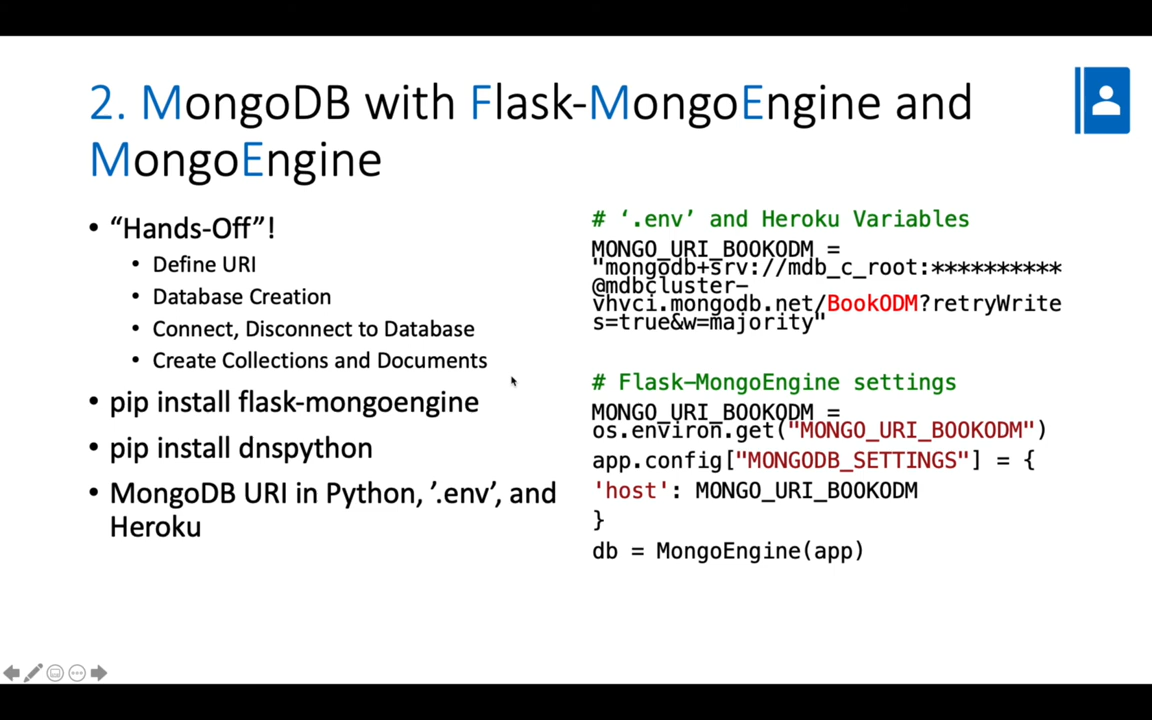 2. MongoDB with Flask-MongoEngine and
MongoEngine
• “Hands-Off”!
• Define URI
• Database Creation
• Connect, Disconnect to Database
• Create Collections and Documents
• pip install flask-mongoengine
• pip install dnspython
• MongoDB URI in Python, ’.env’, and
Heroku
# ‘.env’ and Heroku Variables
MONGO_URI_BOOKODM =
"mongodb+srv://mdb_c_root:**********
@mdbcluster-
vhvci.mongodb.net/BookODM?retryWrite
s=true&w=majority"
# Flask-MongoEngine settings
MONGO_URI_BOOKODM =
os.environ.get("MONGO_URI_BOOKODM")
app.config["MONGODB_SETTINGS"] = {
'host': MONGO_URI_BOOKODM
}
db = MongoEngine(app)